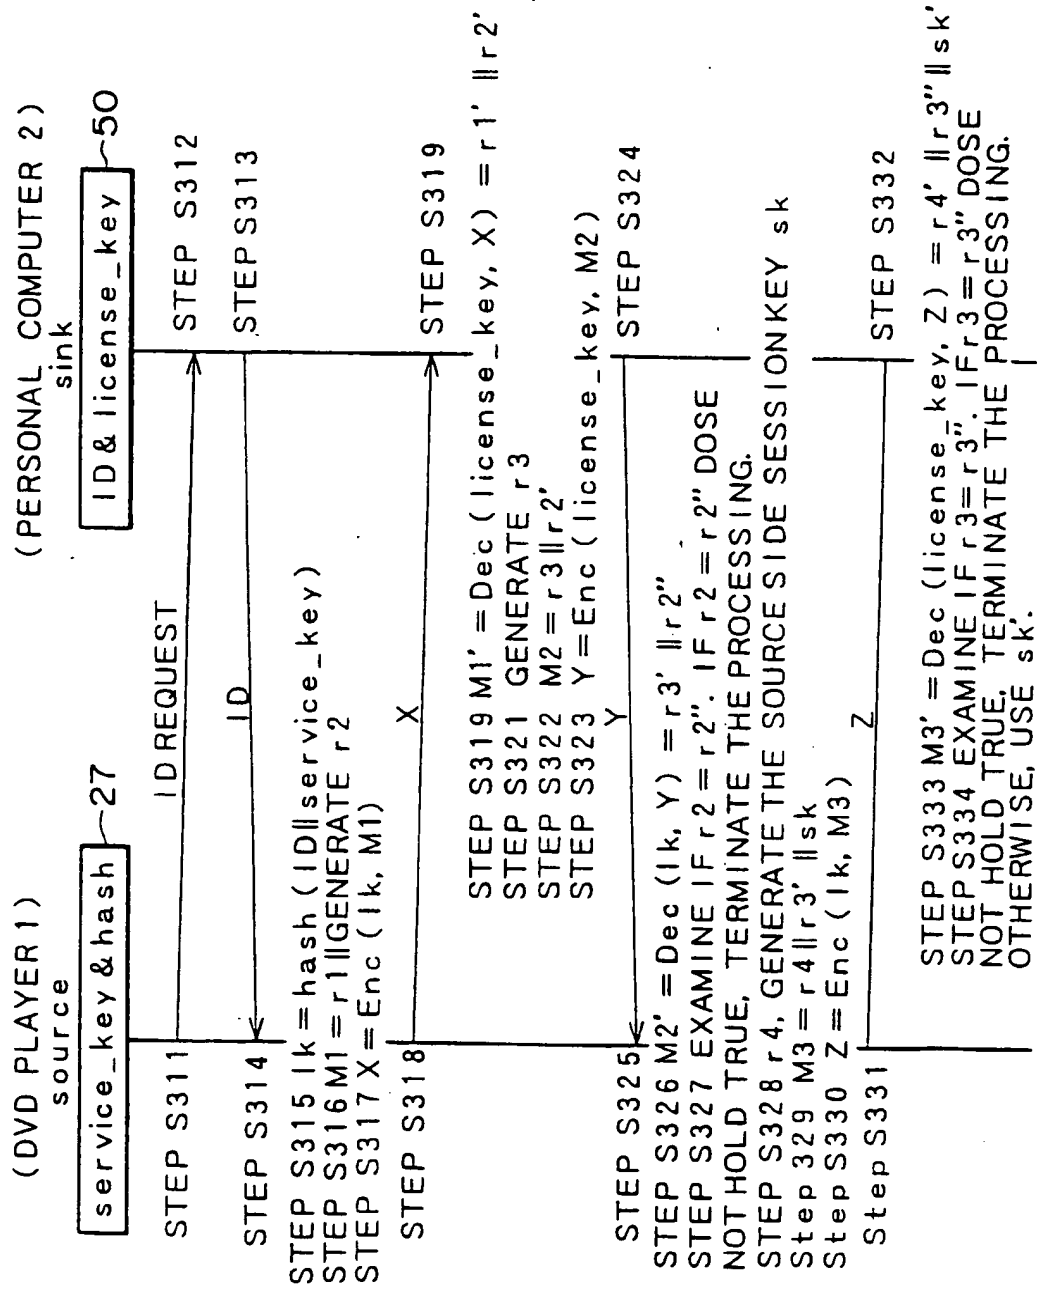 (DVD PLAYER 1)
source
service_key & hash
27
(PERSONAL COMPUTER 2)
sink
ID & license_key
50
STEP S311
ID REQUEST
STEP S312
STEP S313
ID
STEP S314
STEP S315 lk = hash (ID || service_key)
STEP S316 M1 = r1 || GENERATE r2
STEP S317 X = Enc (lk, M1)
STEP S318
X
STEP S319
STEP S319 M1' = Dec (license_key, X) = r1' || r2'
STEP S321 GENERATE r3
STEP S322 M2 = r3 || r2'
STEP S323 Y = Enc (license_key, M2)
STEP S324
Y
STEP S325
STEP S326 M2' = Dec (lk, Y) = r3' || r2"
STEP S327 EXAMINE IF r2 = r2". IF r2 = r2" DOSE
NOT HOLD TRUE, TERMINATE THE PROCESSING.
STEP S328 r4, GENERATE THE SOURCE SIDE SESSION KEY sk
Step 329 M3 = r4 || r3' || sk
Step S330 Z = Enc (lk, M3)
Step S331
Z
STEP S332
STEP S333 M3' = Dec (license_key, Z) = r4' || r3" || sk'
STEP S334 EXAMINE IF r3 = r3". IF r3 = r3" DOSE
NOT HOLD TRUE, TERMINATE THE PROCESSING.
OTHERWISE, USE sk'.